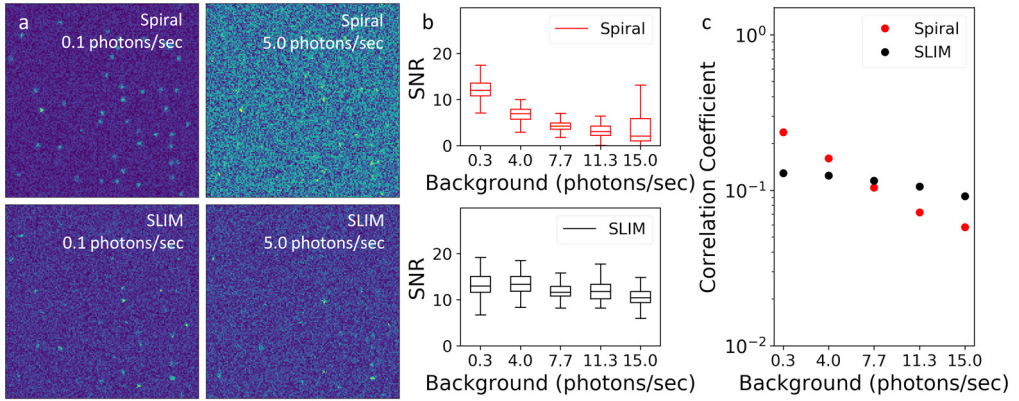 a
Spiral
0.1 photons/sec
Spiral
5.0 photons/sec
SLIM
0.1 photons/sec
SLIM
5.0 photons/sec
b
Spiral
SNR
20
10
0
0.3 4.0 7.7 11.3 15.0
Background (photons/sec)
SLIM
SNR
20
10
0
0.3 4.0 7.7 11.3 15.0
Background (photons/sec)
c
Spiral
SLIM
Correlation Coefficient
10⁰
10⁻¹
10⁻²
0.3 4.0 7.7 11.3 15.0
Background (photons/sec)